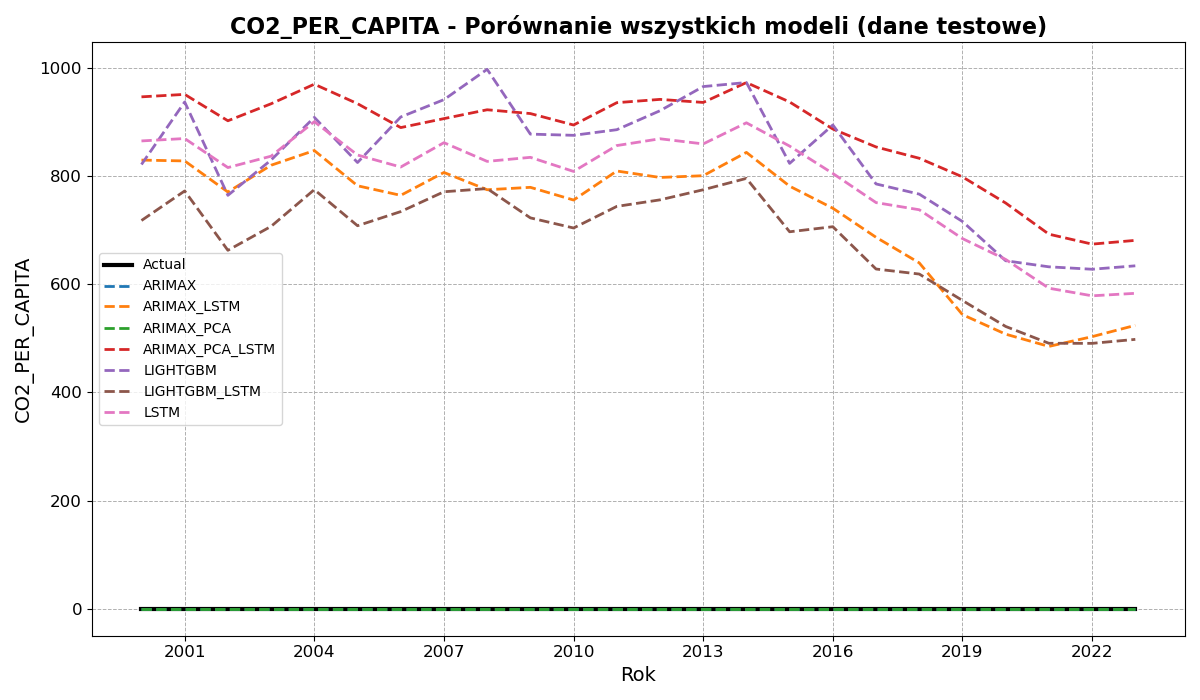 CO2_PER_CAPITA - Porównanie wszystkich modeli (dane testowe)
CO2_PER_CAPITA
1000
800
600
400
200
0
Actual
ARIMAX
ARIMAX_LSTM
ARIMAX_PCA
ARIMAX_PCA_LSTM
LIGHTGBM
LIGHTGBM_LSTM
LSTM
2001 2004 2007 2010 2013 2016 2019 2022
Rok